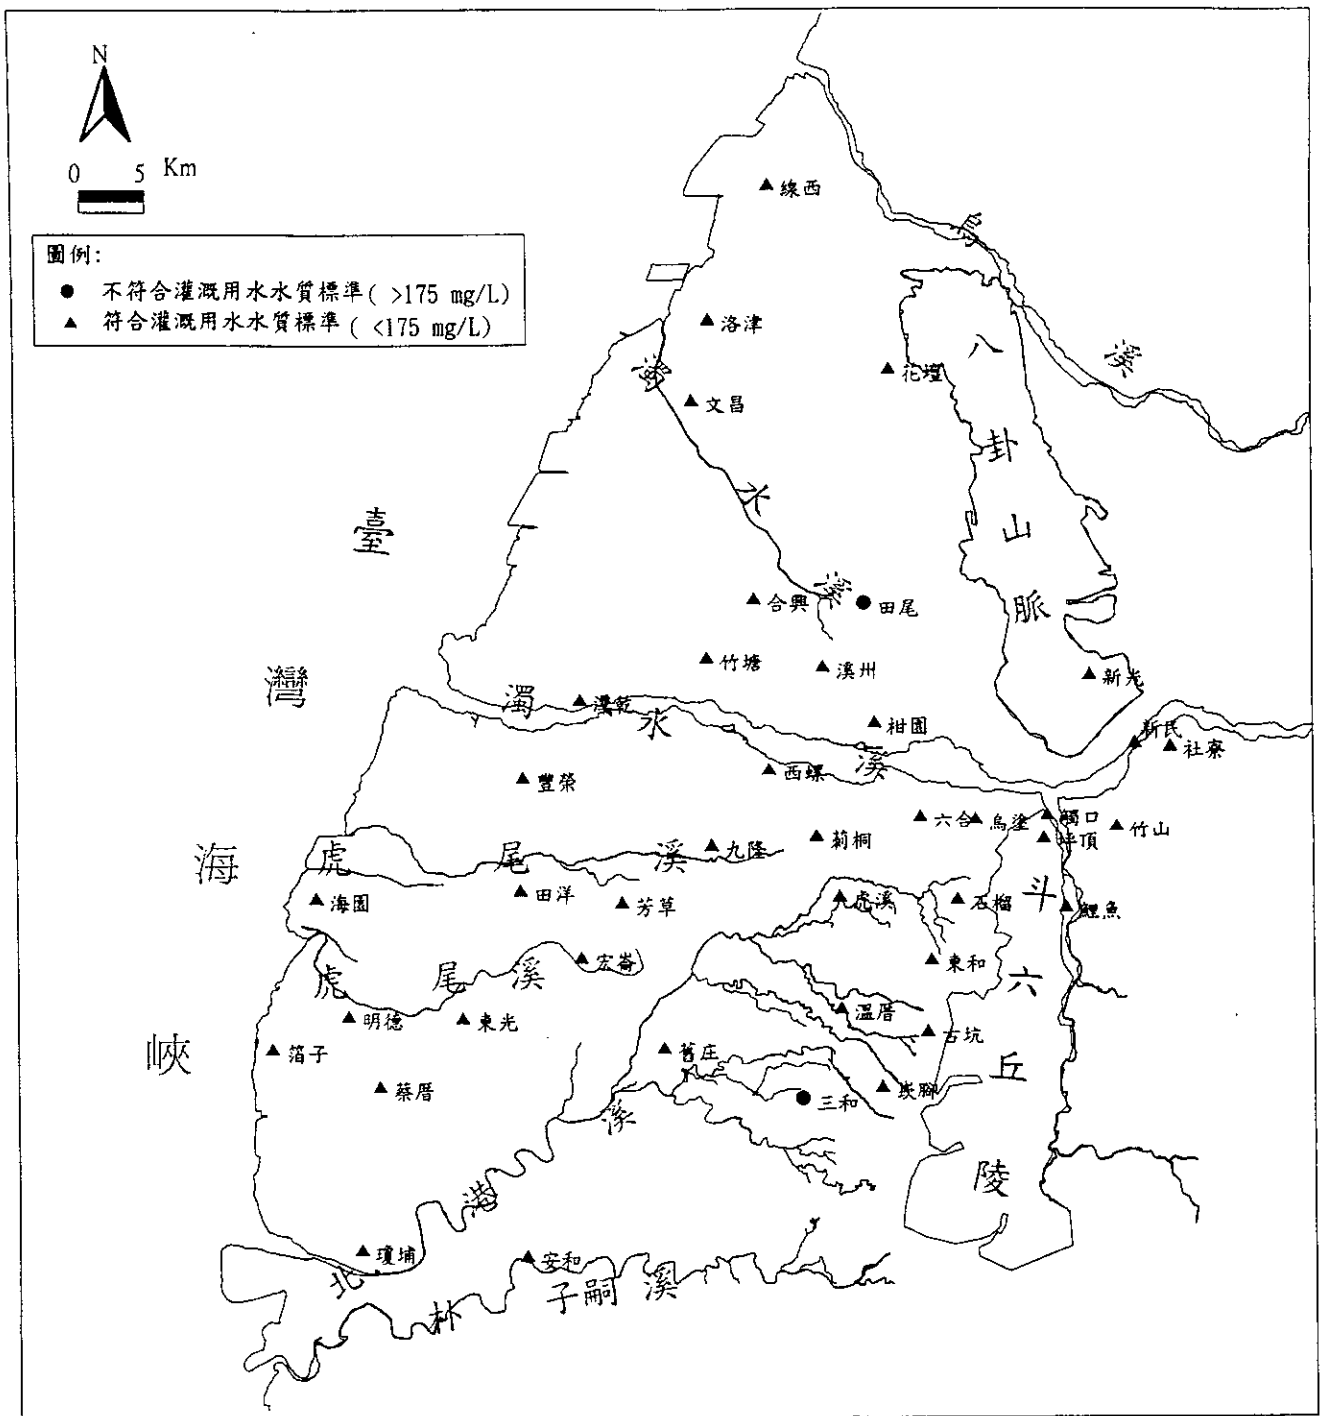 N
0 5 Km
圖例:
不符合灌溉用水水質標準( >175 mg/L)
符合灌溉用水水質標準( <175 mg/L)
線西
烏
溪
洛津
花壇
文昌
八
卦
山
脈
水
溪
臺
灣
海
峽
合興
田尾
竹塘
溪州
新光
潭墘
濁
水
溪
柑園
新民
社寮
豐榮
西螺
六合
烏塗
觸口
坪頂
竹山
莿桐
九隆
虎
尾
溪
海園
田洋
芳草
虎溪
石榴
鯉魚
斗
六
丘
陵
宏崙
東和
虎
尾
溪
明德
東光
溫厝
古坑
箔子
舊庄
蔡厝
崁腳
三和
溪
港
北
瓊埔
安和
朴
子
嗣
溪